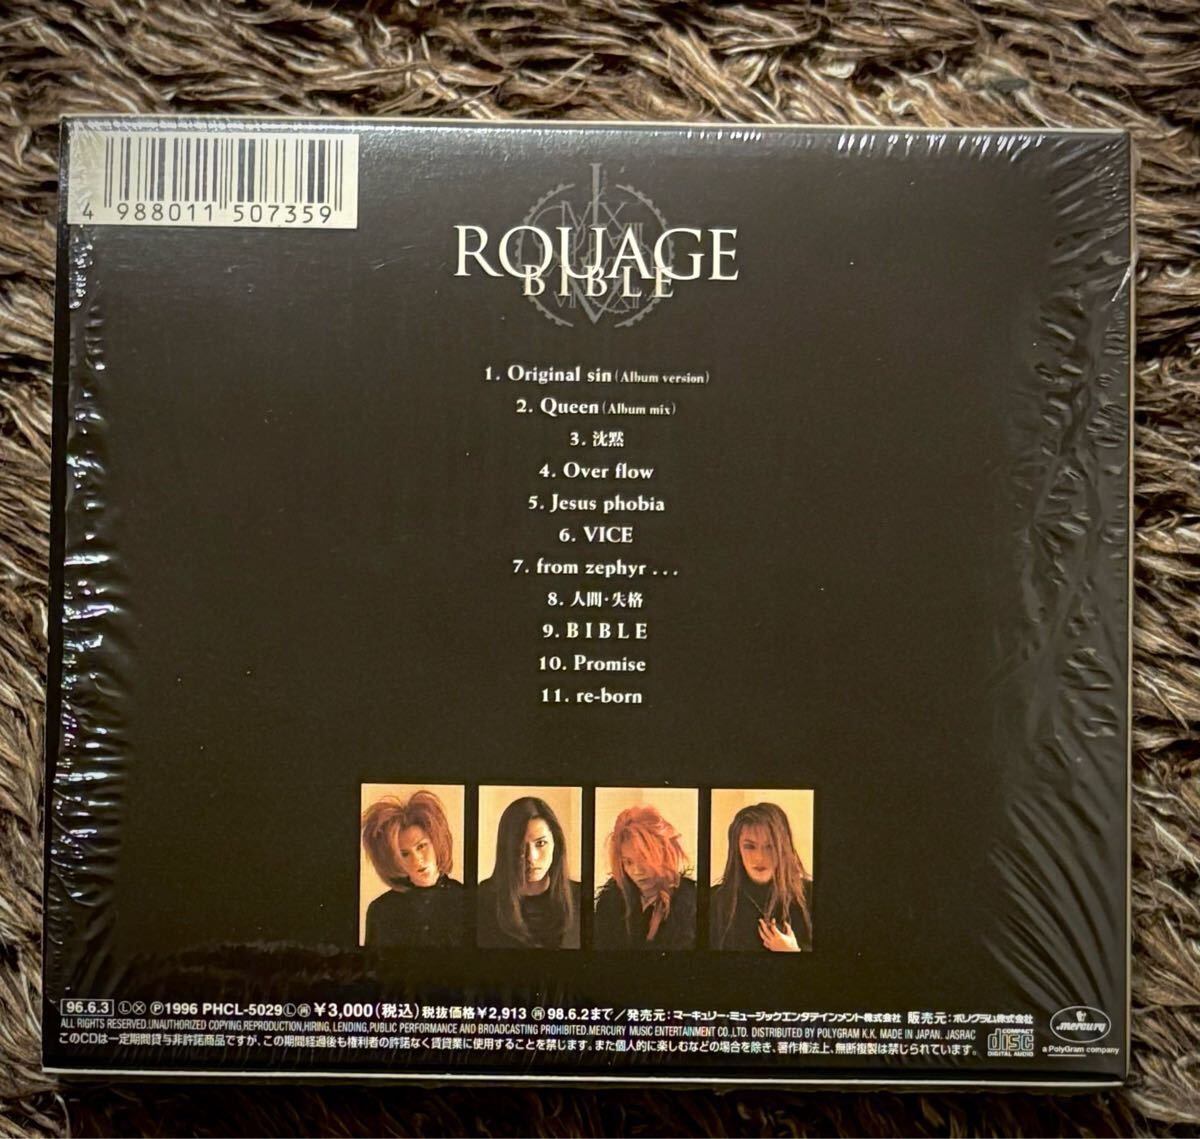 4 988011 507359
ROUAGE
BIBLE
1. Original sin (Album version)
2. Queen (Album mix)
3. 沈黙
4. Over flow
5. Jesus phobia
6. VICE
7. from zephyr . . .
8. 人間・失格
9. BIBLE
10. Promise
11. re-born
96.6.3 Ⓛ Ⓧ Ⓟ1996 PHCL-5029 Ⓛ ㊖ ¥3,000(税込) 税抜価格¥2,913 ㊖ 98.6.2まで/発売元:マーキュリー・ミュージックエンタテインメント株式会社 販売元:ポリグラム株式会社
ALL RIGHTS RESERVED.UNAUTHORIZED COPYING,REPRODUCTION,HIRING, LENDING,PUBLIC PERFORMANCE AND BROADCASTING PROHIBITED.MERCURY MUSIC ENTERTAINMENT CO.,LTD. DISTRIBUTED BY POLYGRAM K.K. MADE IN JAPAN. JASRAC
このCDは一定期間貸与非許諾商品ですが、この期間経過後も権利者の許諾なく賃貸業に使用することを禁じます。また個人的に楽しむなどの場合を除き、著作権法上、無断複製は禁じられています。
COMPACT
disc
DIGITAL AUDIO
mercury
a PolyGram company